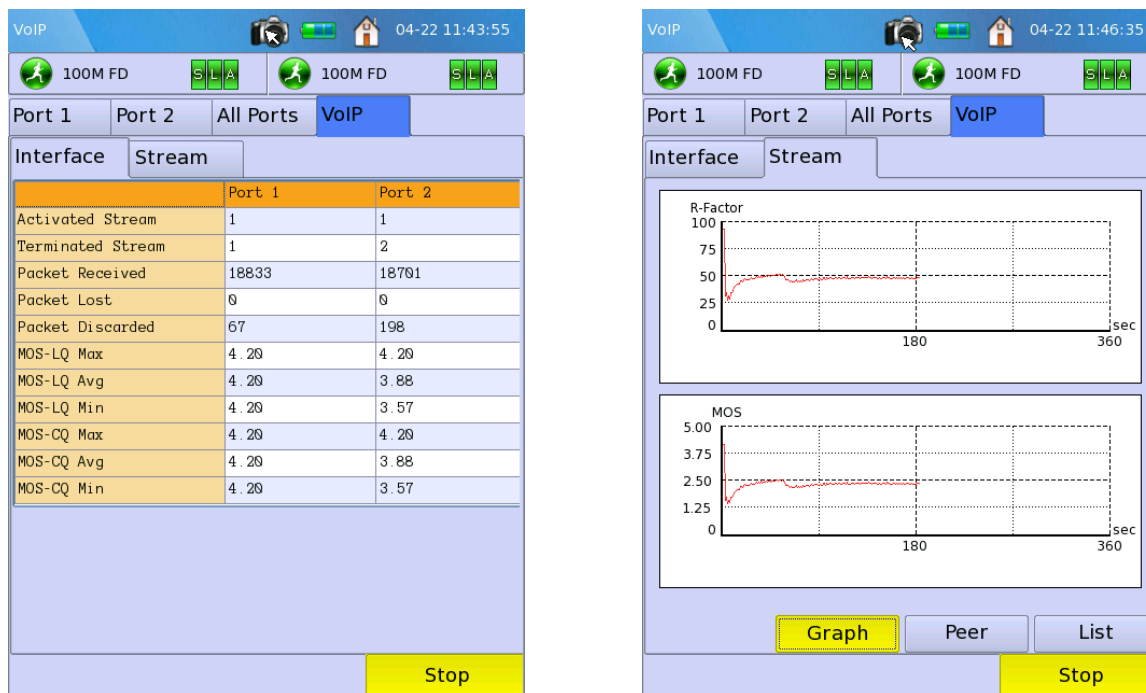 VoIP 04-22 11:43:55
100M FD S L A 100M FD S L A
Port 1 Port 2 All Ports VoIP
Interface Stream
Port 1 Port 2
Activated Stream 1 1
Terminated Stream 1 2
Packet Received 18833 18701
Packet Lost 0 0
Packet Discarded 67 198
MOS-LQ Max 4.20 4.20
MOS-LQ Avg 4.20 3.88
MOS-LQ Min 4.20 3.57
MOS-CQ Max 4.20 4.20
MOS-CQ Avg 4.20 3.88
MOS-CQ Min 4.20 3.57
Stop
VoIP 04-22 11:46:35
100M FD S L A 100M FD S L A
Port 1 Port 2 All Ports VoIP
Interface Stream
R-Factor
100
75
50
25
0 sec
180 360
MOS
5.00
3.75
2.50
1.25
0 sec
180 360
Graph Peer List
Stop